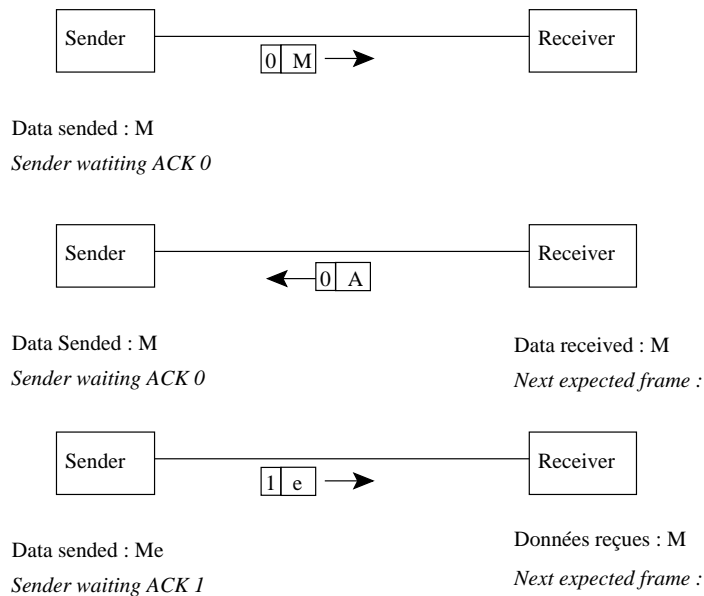 Sender Receiver
0 M
Data sended : M
Sender watiting ACK 0
Sender Receiver
0 A
Data Sended : M Data received : M
Sender waiting ACK 0 Next expected frame :
Sender Receiver
1 e
Data sended : Me Données reçues : M
Sender waiting ACK 1 Next expected frame :